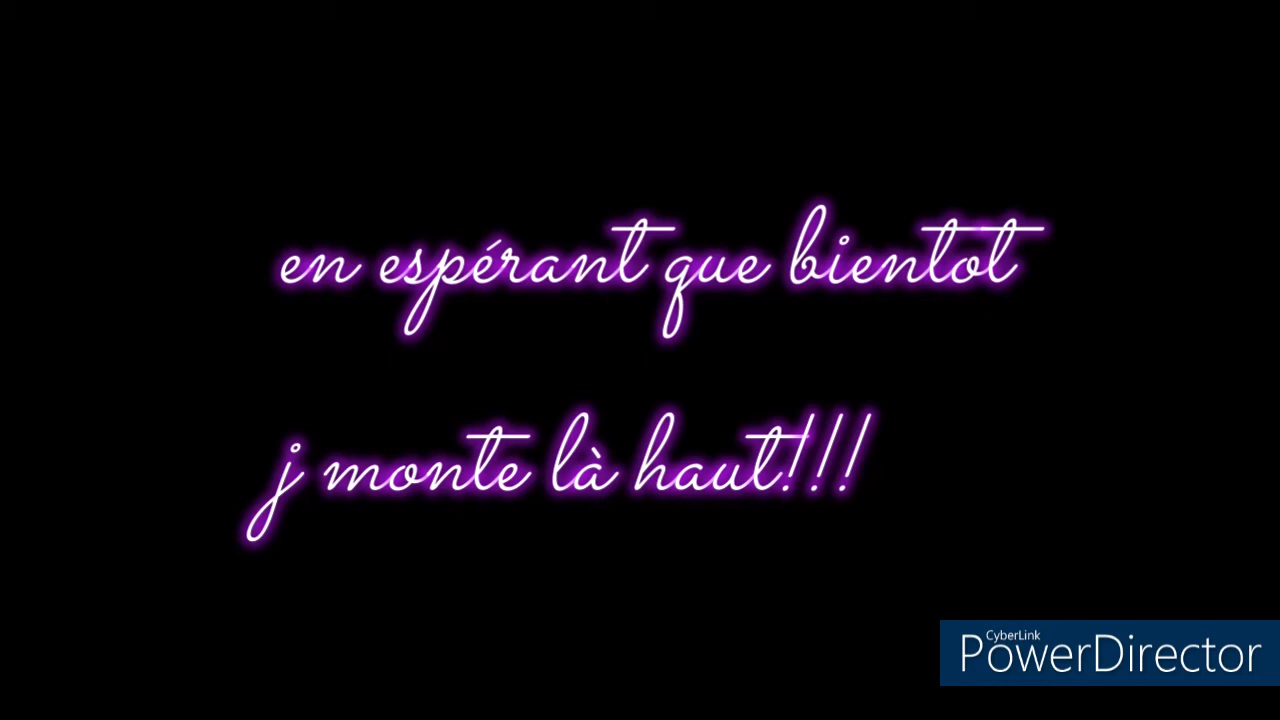 en espérant que bientot
j monte là haut!!!
CyberLink
PowerDirector